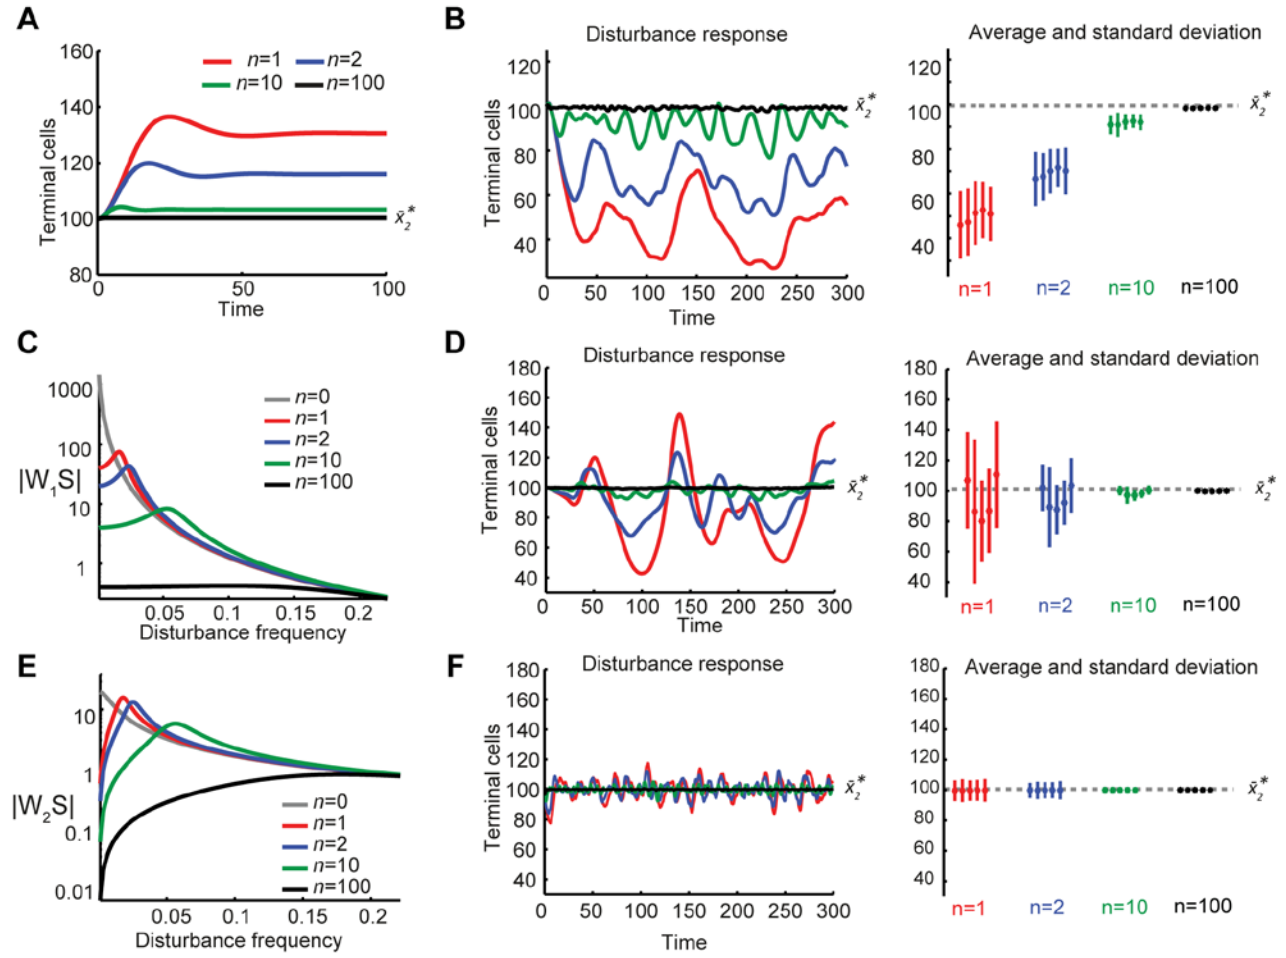 A
160
140
120
100
80
Terminal cells
n=1
n=2
n=10
n=100
x̄₂*
0
50
100
Time
B
Disturbance response
120
100
80
60
40
Terminal cells
x̄₂*
0
50
100
150
200
250
300
Time
Average and standard deviation
120
100
80
60
40
x̄₂*
n=1
n=2
n=10
n=100
C
1000
100
10
1
|W₁S|
n=0
n=1
n=2
n=10
n=100
0.05
0.1
0.15
0.2
Disturbance frequency
D
Disturbance response
180
160
140
120
100
80
60
40
Terminal cells
x̄₂*
0
50
100
150
200
250
300
Time
Average and standard deviation
180
160
140
120
100
80
60
40
x̄₂*
n=1
n=2
n=10
n=100
E
10
1
0.1
0.01
|W₂S|
n=0
n=1
n=2
n=10
n=100
0.05
0.1
0.15
0.2
Disturbance frequency
F
Disturbance response
180
160
140
120
100
80
60
40
Terminal cells
x̄₂*
0
50
100
150
200
250
300
Time
Average and standard deviation
180
160
140
120
100
80
60
40
x̄₂*
n=1
n=2
n=10
n=100